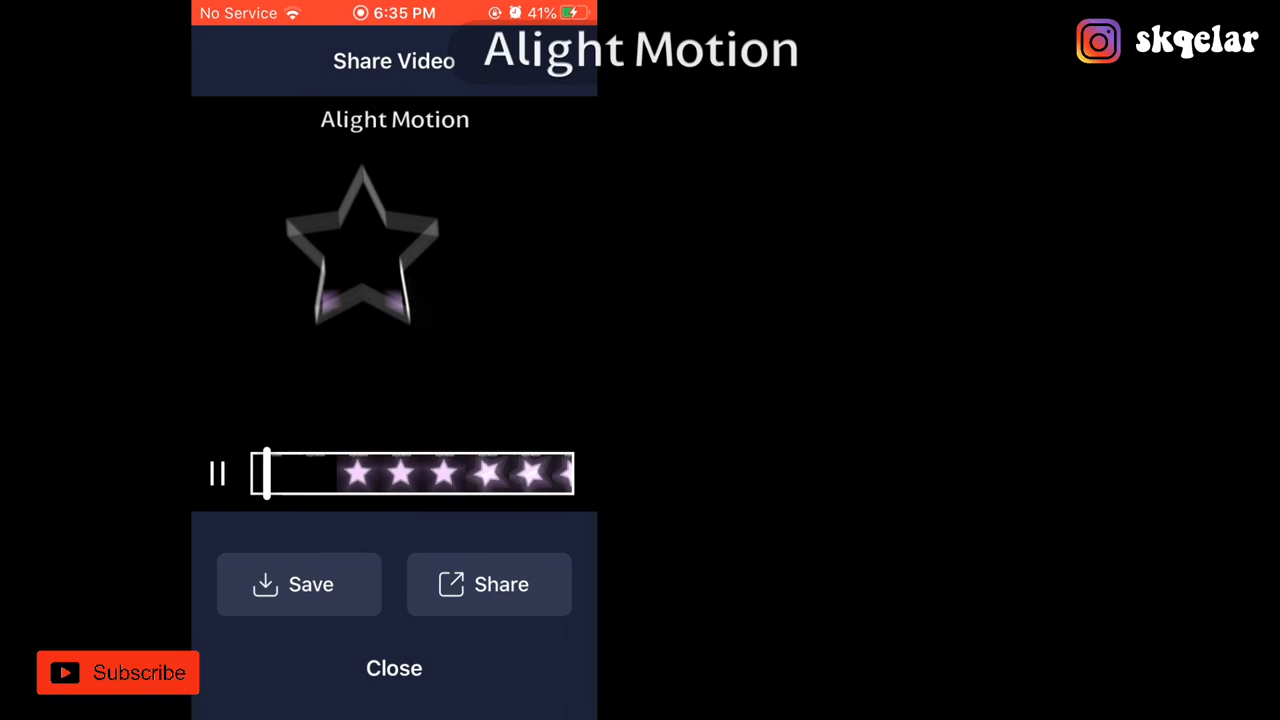 No Service 6:35 PM 41%
Alight Motion
skqelar
Share Video
Alight Motion
Save
Share
Close
Subscribe